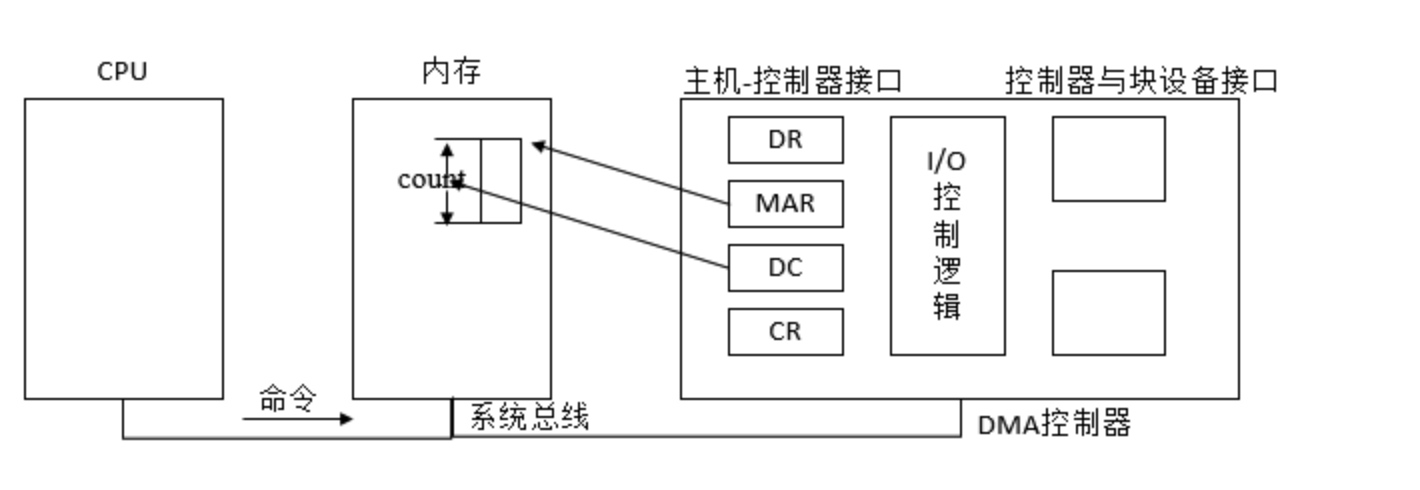 CPU
内存
主机-控制器接口
控制器与块设备接口
count
DR
MAR
DC
CR
I/O
控
制
逻
辑
命令
系统总线
DMA控制器